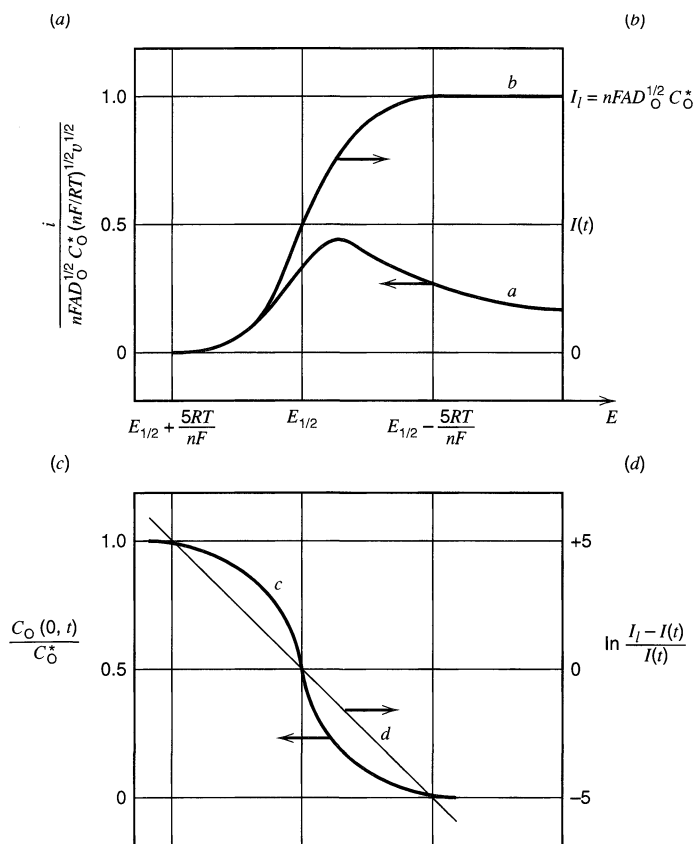 (a)
(b)
1.0
0.5
0
i
nFAD_O^{1/2} C_O^* (nF/RT)^{1/2} υ^{1/2}
b
a
I_l = nFAD_O^{1/2} C_O^*
I(t)
0
E_{1/2} + 5RT/nF
E_{1/2}
E_{1/2} − 5RT/nF
E
(c)
(d)
1.0
0.5
0
C_O (0, t)
C_O^*
c
d
+5
0
−5
ln I_l − I(t)
I(t)